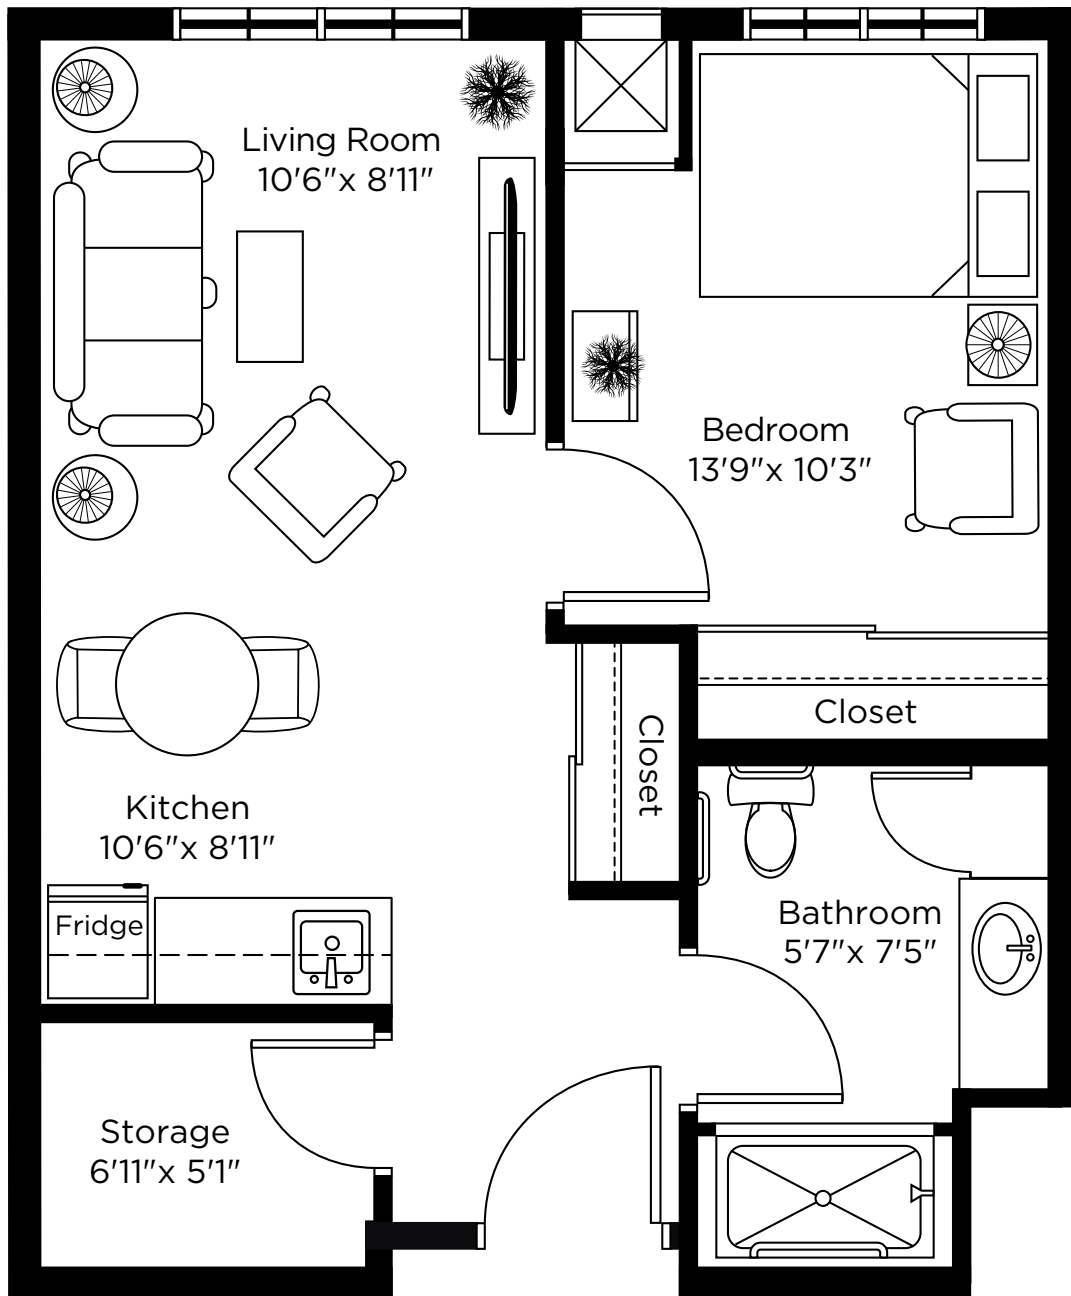 Living Room
10'6"x 8'11"
Bedroom
13'9"x 10'3"
Closet
Closet
Kitchen
10'6"x 8'11"
Fridge
Bathroom
5'7"x 7'5"
Storage
6'11"x 5'1"